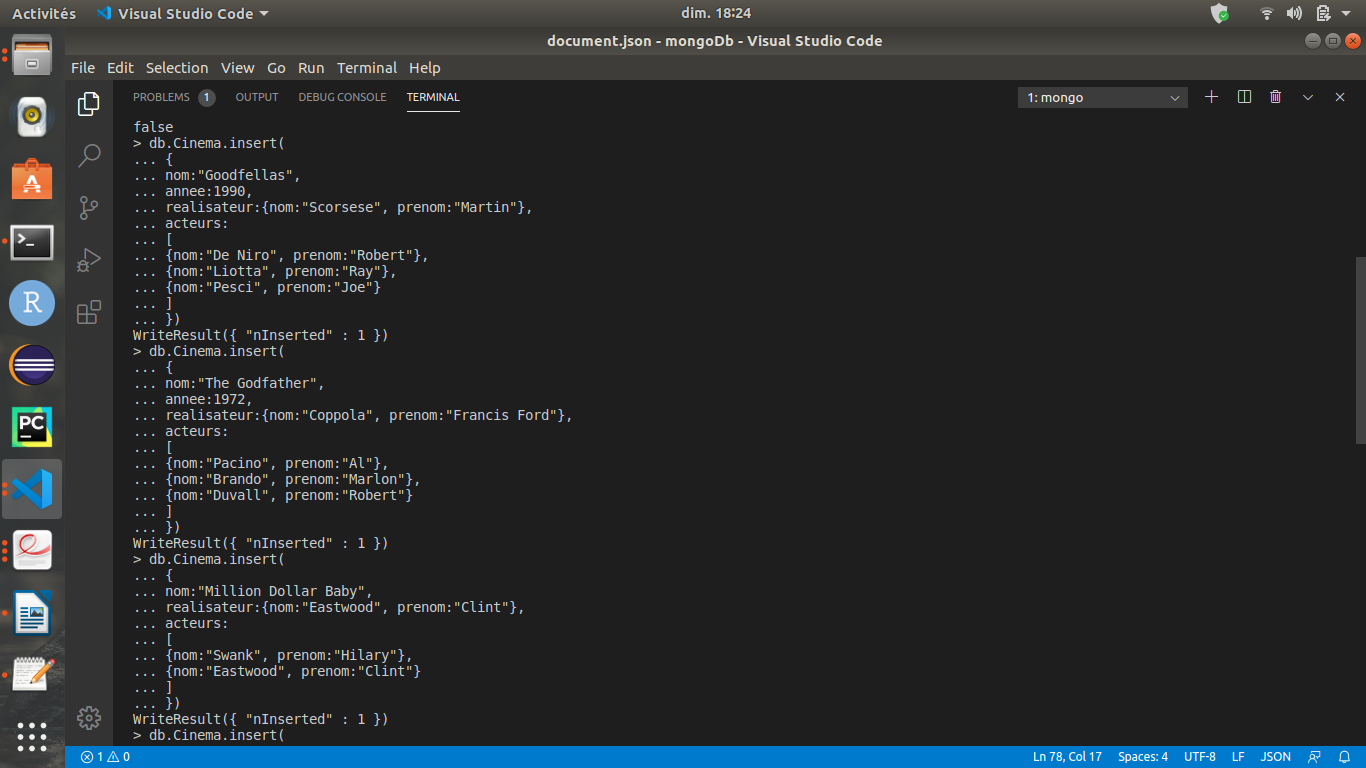 Activités
Visual Studio Code
dim. 18:24
document.json - mongoDb - Visual Studio Code
File Edit Selection View Go Run Terminal Help
PROBLEMS 1 OUTPUT DEBUG CONSOLE TERMINAL
1: mongo
false
> db.Cinema.insert(
... {
... nom:"Goodfellas",
... annee:1990,
... realisateur:{nom:"Scorsese", prenom:"Martin"},
... acteurs:
... [
... {nom:"De Niro", prenom:"Robert"},
... {nom:"Liotta", prenom:"Ray"},
... {nom:"Pesci", prenom:"Joe"}
... ]
... })
WriteResult({ "nInserted" : 1 })
> db.Cinema.insert(
... {
... nom:"The Godfather",
... annee:1972,
... realisateur:{nom:"Coppola", prenom:"Francis Ford"},
... acteurs:
... [
... {nom:"Pacino", prenom:"Al"},
... {nom:"Brando", prenom:"Marlon"},
... {nom:"Duvall", prenom:"Robert"}
... ]
... })
WriteResult({ "nInserted" : 1 })
> db.Cinema.insert(
... {
... nom:"Million Dollar Baby",
... realisateur:{nom:"Eastwood", prenom:"Clint"},
... acteurs:
... [
... {nom:"Swank", prenom:"Hilary"},
... {nom:"Eastwood", prenom:"Clint"}
... ]
... })
WriteResult({ "nInserted" : 1 })
> db.Cinema.insert(
R
PC
1 0
Ln 78, Col 17 Spaces: 4 UTF-8 LF JSON